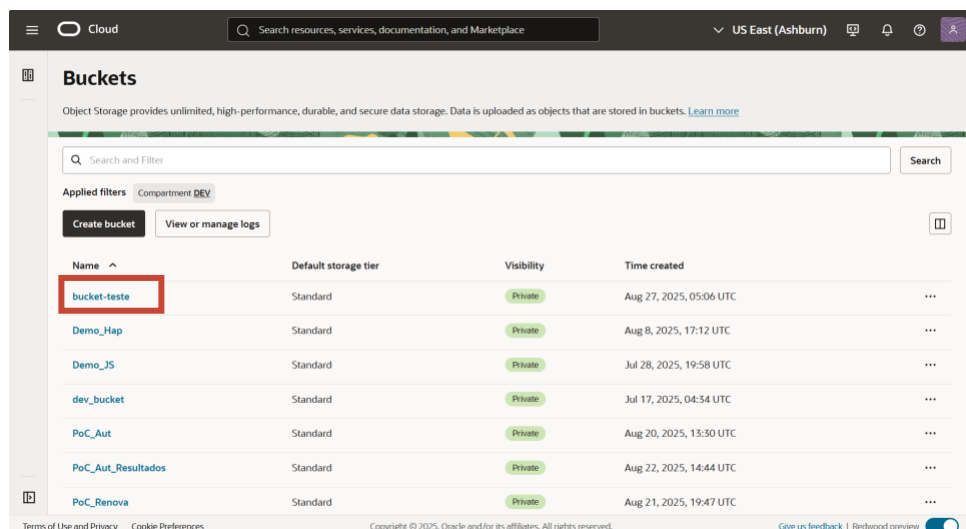 Cloud
Search resources, services, documentation, and Marketplace
US East (Ashburn)
Buckets
Object Storage provides unlimited, high-performance, durable, and secure data storage. Data is uploaded as objects that are stored in buckets. Learn more
Search and Filter
Search
Applied filters Compartment DEV
Create bucket View or manage logs
Name Default storage tier Visibility Time created
bucket-teste Standard Private Aug 27, 2025, 05:06 UTC
Demo_Hap Standard Private Aug 8, 2025, 17:12 UTC
Demo_JS Standard Private Jul 28, 2025, 19:58 UTC
dev_bucket Standard Private Jul 17, 2025, 04:34 UTC
PoC_Aut Standard Private Aug 20, 2025, 13:30 UTC
PoC_Aut_Resultados Standard Private Aug 22, 2025, 14:44 UTC
PoC_Renova Standard Private Aug 21, 2025, 19:47 UTC
Terms of Use and Privacy Cookie Preferences Copyright © 2025, Oracle and/or its affiliates. All rights reserved. Give us feedback | Redwood preview